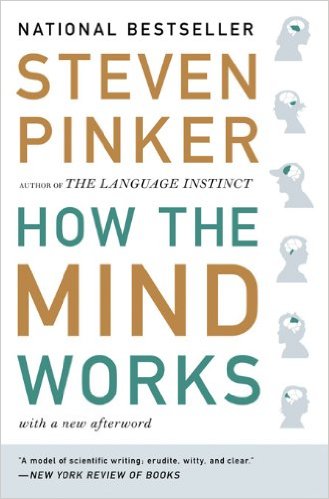 NATIONAL BESTSELLER
STEVEN
PINKER
AUTHOR OF THE LANGUAGE INSTINCT
HOW THE
MIND
WORKS
with a new afterword
"A model of scientific writing: erudite, witty, and clear."
—NEW YORK REVIEW OF BOOKS